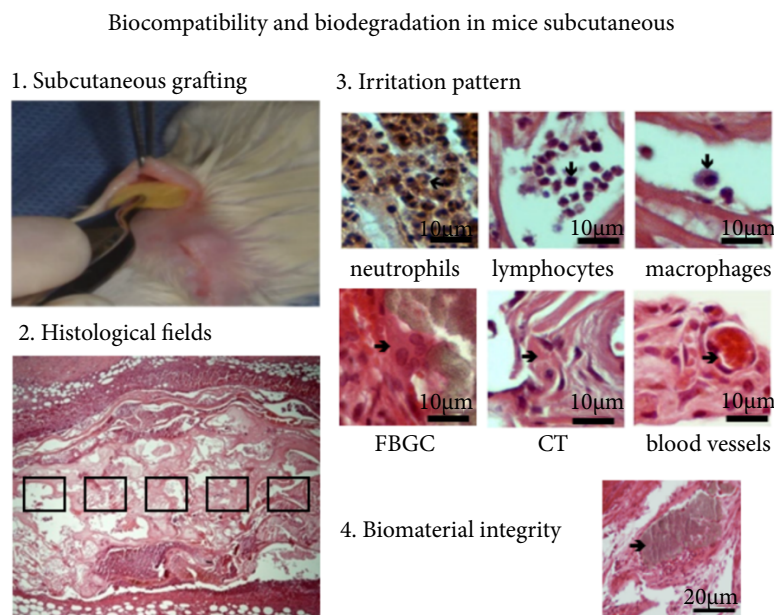 Biocompatibility and biodegradation in mice subcutaneous
1. Subcutaneous grafting
2. Histological fields
3. Irritation pattern
10μm
10μm
10μm
neutrophils
lymphocytes
macrophages
10μm
10μm
10μm
FBGC
CT
blood vessels
4. Biomaterial integrity
20μm